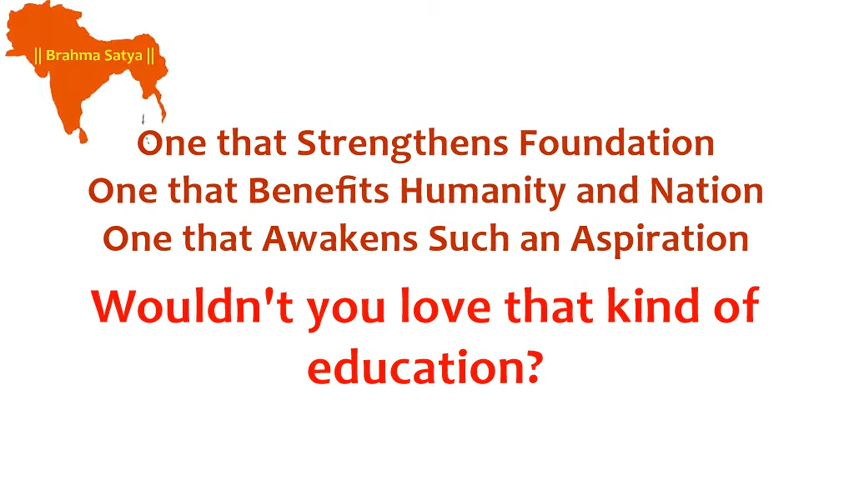 || Brahma Satya ||
One that Strengthens Foundation
One that Benefits Humanity and Nation
One that Awakens Such an Aspiration
Wouldn't you love that kind of
education?